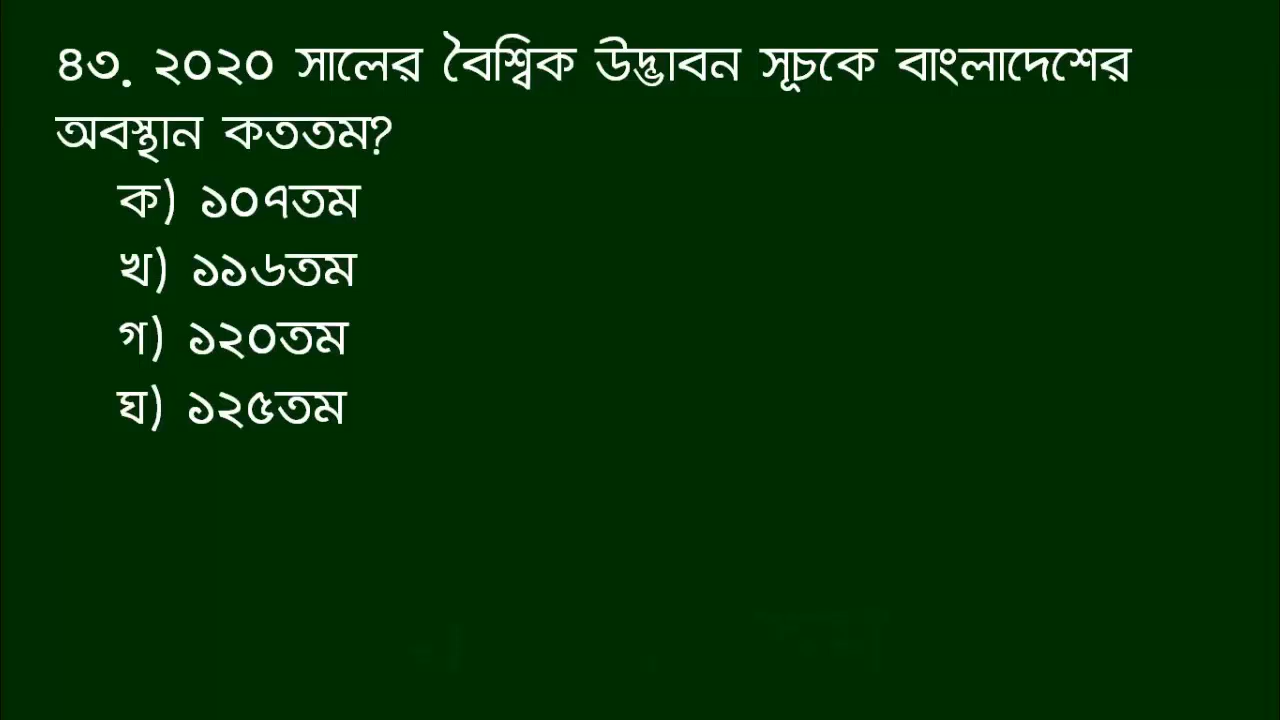 ৪৩. ২০২০ সালের বৈশ্বিক উদ্ভাবন সূচকে বাংলাদেশের
অবস্থান কততম?
ক) ১০৭তম
খ) ১১৬তম
গ) ১২০তম
ঘ) ১২৫তম